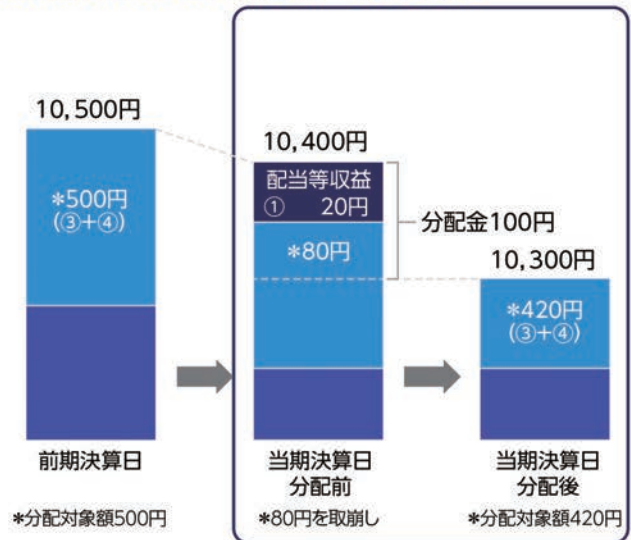 10,500円
*500円
(③+④)
前期決算日
*分配対象額500円
10,400円
配当等収益
① 20円
*80円
分配金100円
当期決算日
分配前
*80円を取崩し
10,300円
*420円
(③+④)
当期決算日
分配後
*分配対象額420円